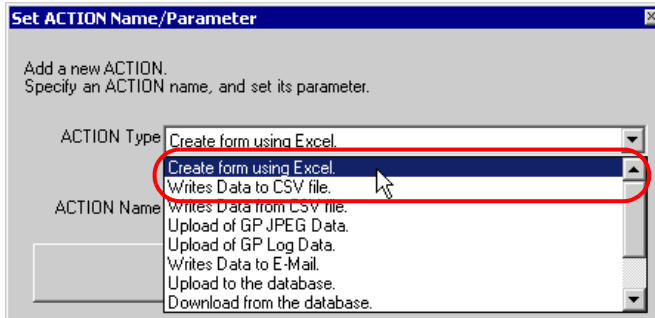 Set ACTION Name/Parameter
Add a new ACTION.
Specify an ACTION name, and set its parameter.
ACTION Type Create form using Excel.
Create form using Excel.
Writes Data to CSV file.
ACTION Name Writes Data from CSV file.
Upload of GP JPEG Data.
Upload of GP Log Data.
Writes Data to E-Mail.
Upload to the database.
Download from the database.